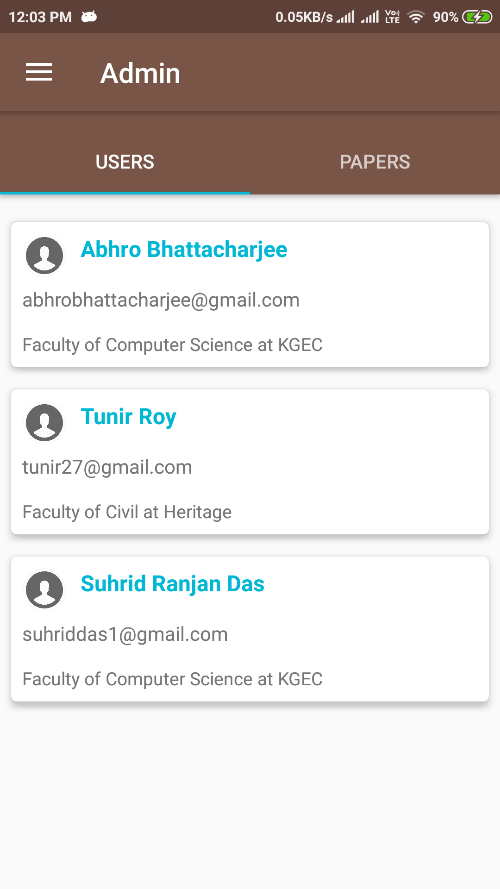 12:03 PM 0.05KB/s VoLTE 90%
Admin
USERS PAPERS
Abhro Bhattacharjee
abhrobhattacharjee@gmail.com
Faculty of Computer Science at KGEC
Tunir Roy
tunir27@gmail.com
Faculty of Civil at Heritage
Suhrid Ranjan Das
suhriddas1@gmail.com
Faculty of Computer Science at KGEC